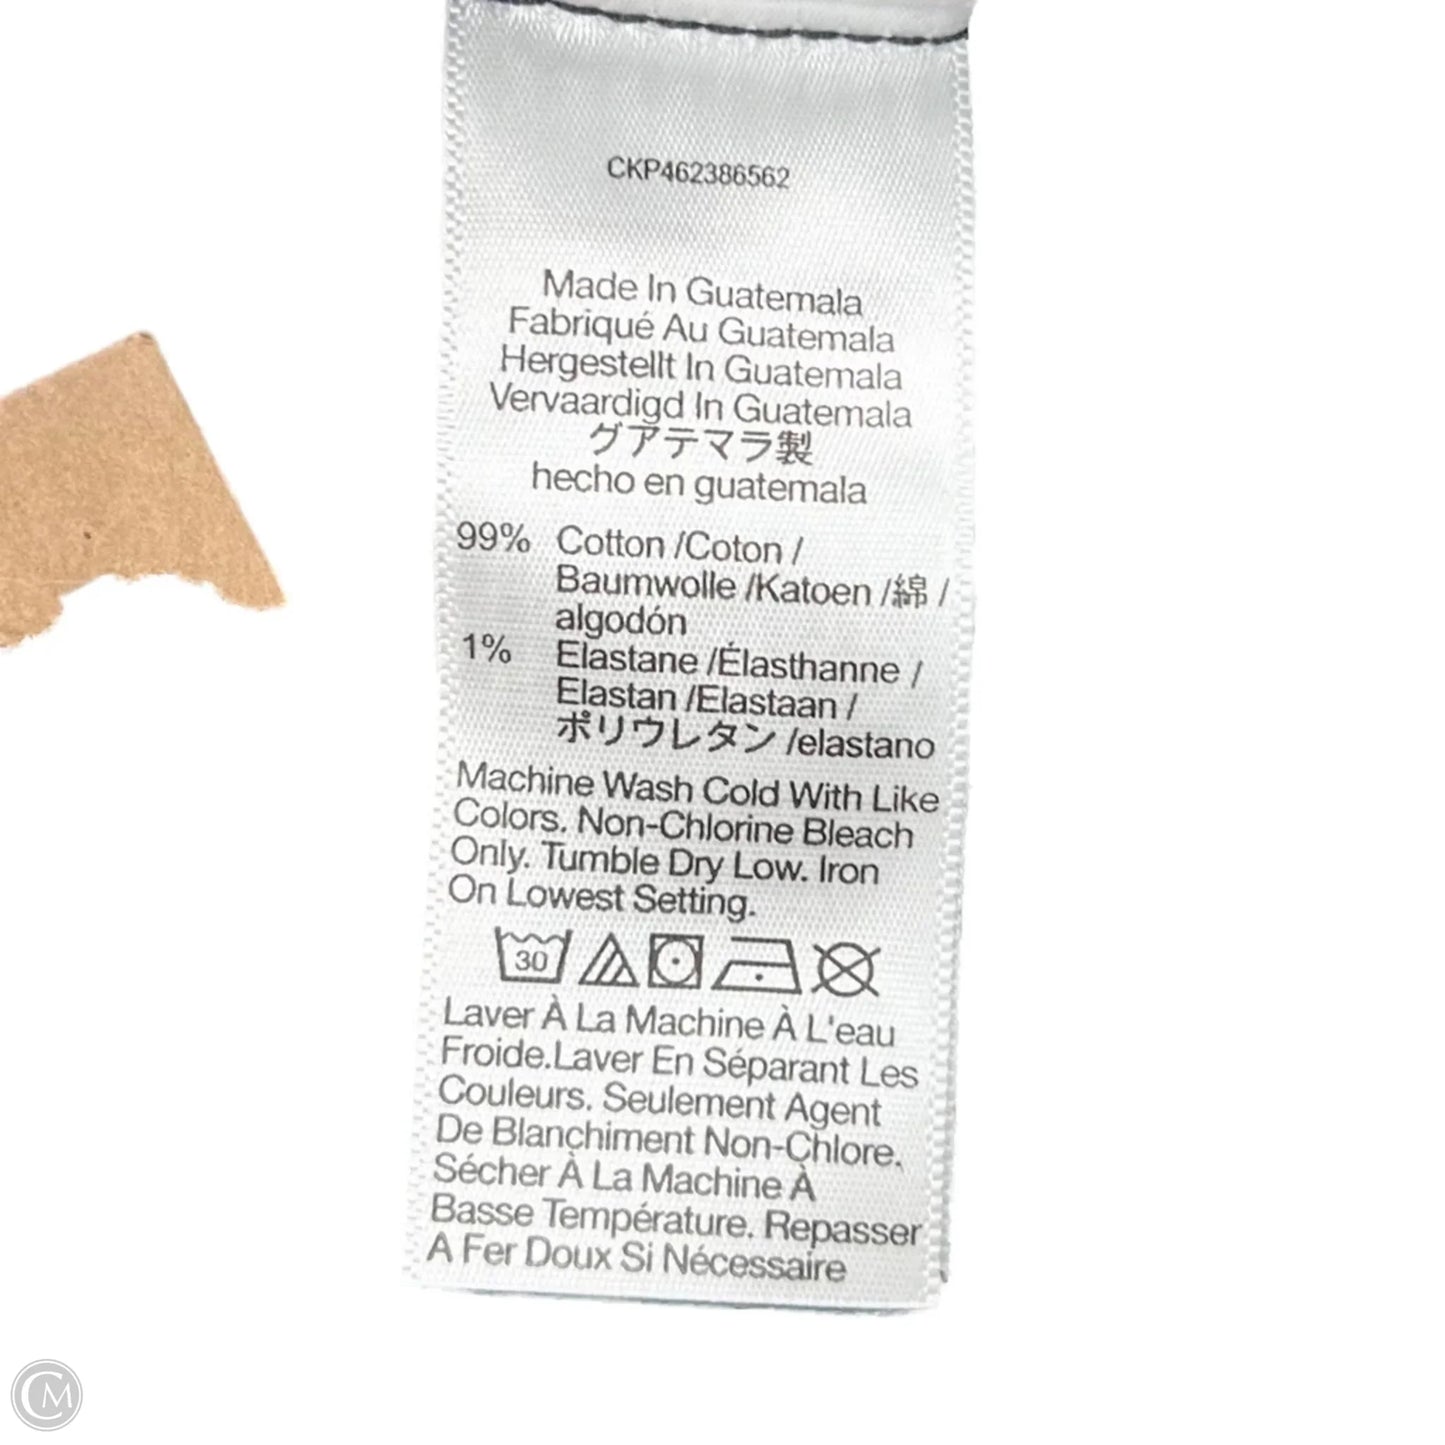 CKP462386562
Made In Guatemala
Fabriqué Au Guatemala
Hergestellt In Guatemala
Vervaardigd In Guatemala
グアテマラ製
hecho en guatemala
99% Cotton /Coton /
Baumwolle /Katoen /綿 /
algodón
1% Elastane /Élasthanne /
Elastan /Elastaan /
ポリウレタン /elastano
Machine Wash Cold With Like
Colors. Non-Chlorine Bleach
Only. Tumble Dry Low. Iron
On Lowest Setting.
30
Laver À La Machine À L'eau
Froide.Laver En Séparant Les
Couleurs. Seulement Agent
De Blanchiment Non-Chlore.
Sécher À La Machine À
Basse Température. Repasser
A Fer Doux Si Nécessaire
CM